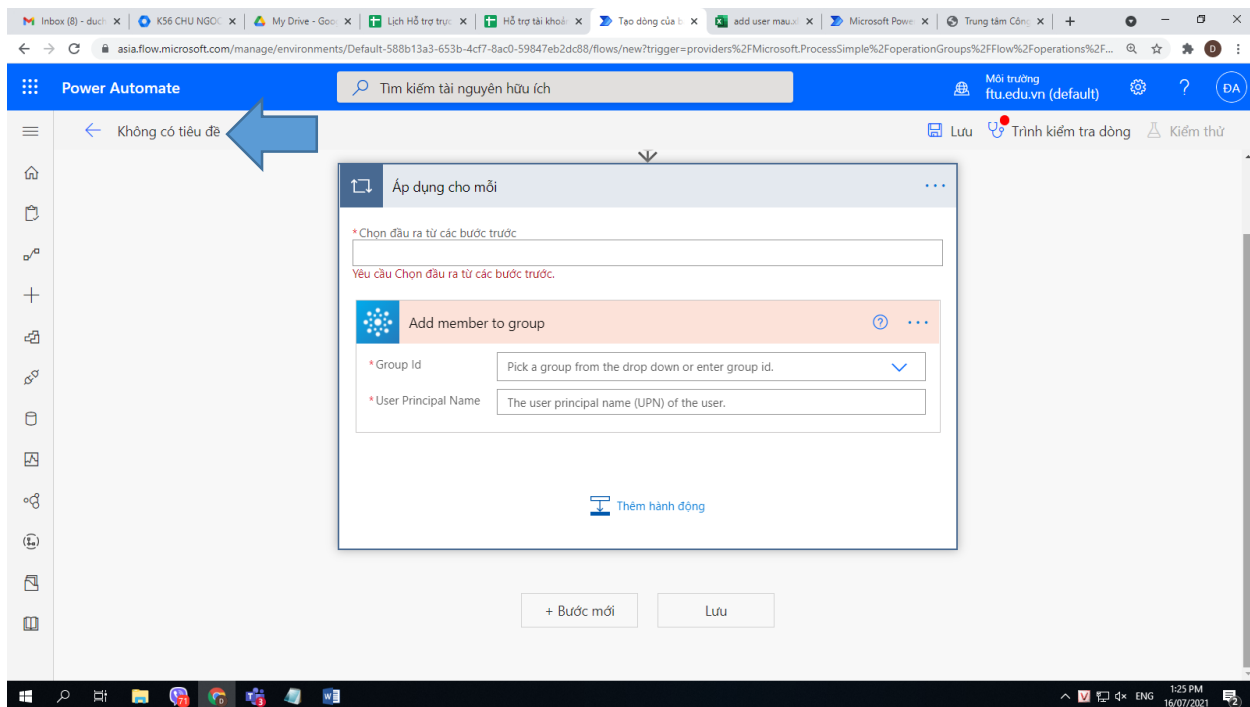 Inbox (8) - duch
K56 CHU NGOC
My Drive - Goo
Lịch Hỗ trợ trực
Hỗ trợ tài khoản
Tạo dòng của b
add user mau.x
Microsoft Power
Trung tâm Công
asia.flow.microsoft.com/manage/environments/Default-588b13a3-653b-4cf7-8ac0-59847eb2dc88/flows/new?trigger=providers%2FMicrosoft.ProcessSimple%2FoperationGroups%2FFlow%2Foperations%2F...
D
Power Automate
Tìm kiếm tài nguyên hữu ích
Môi trường
ftu.edu.vn (default)
?
ĐA
Không có tiêu đề
Lưu
Trình kiểm tra dòng
Kiểm thử
Áp dụng cho mỗi
...
*Chọn đầu ra từ các bước trước
Yêu cầu Chọn đầu ra từ các bước trước.
Add member to group
...
*Group Id
Pick a group from the drop down or enter group id.
*User Principal Name
The user principal name (UPN) of the user.
Thêm hành động
+ Bước mới
Lưu
71
3
V
ENG
1:25 PM
16/07/2021
2